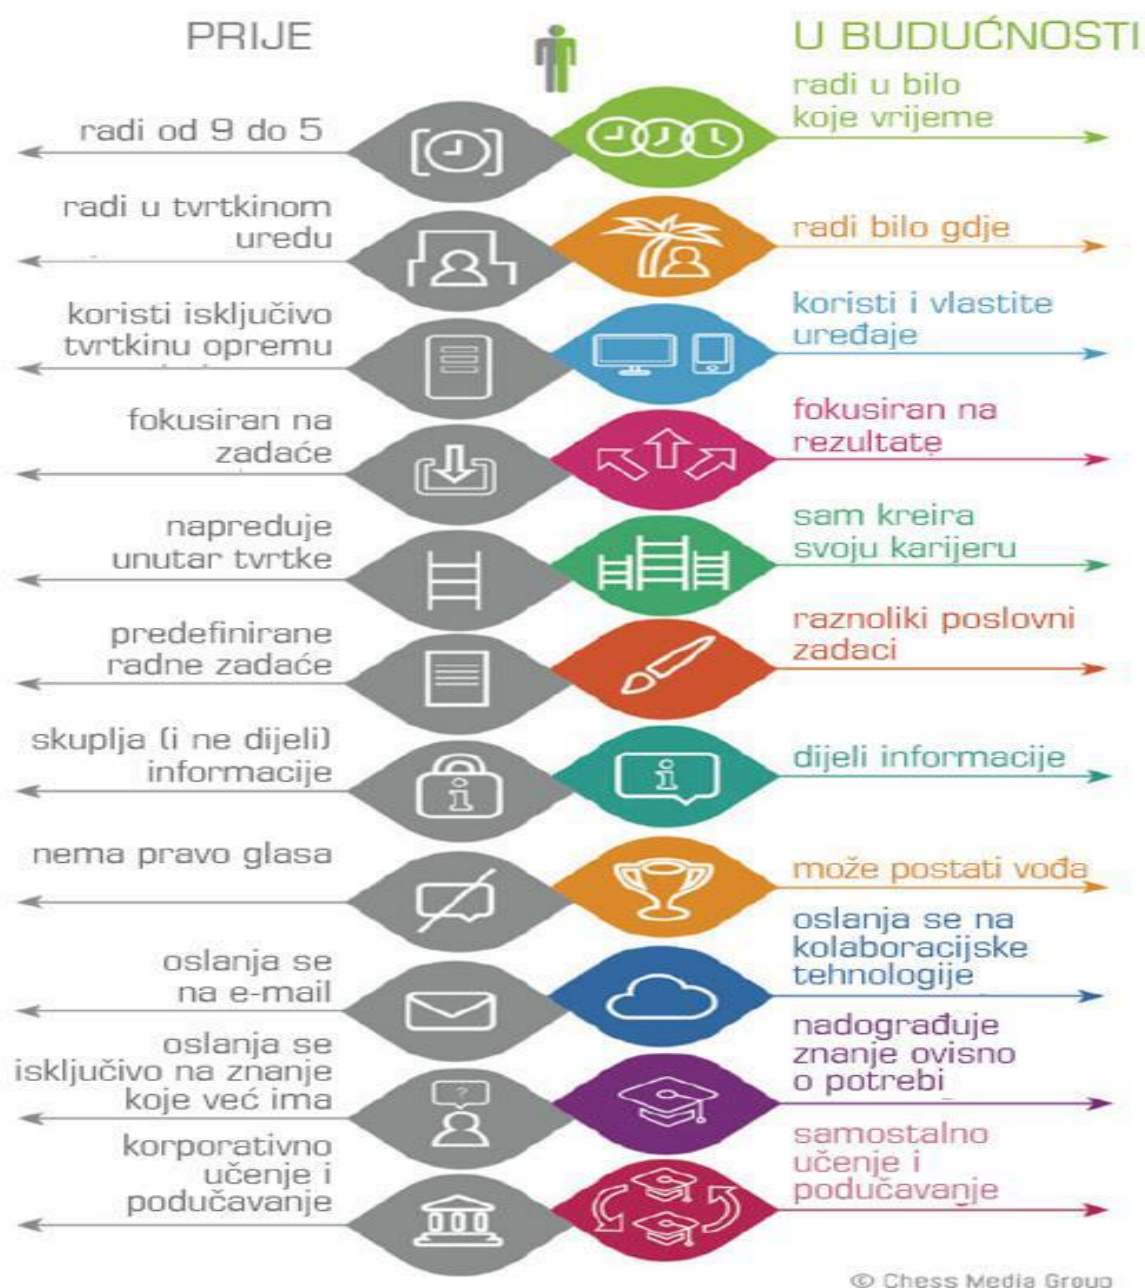 PRIJE
U BUDUĆNOSTI
radi od 9 do 5
radi u bilo
koje vrijeme
radi u tvrtkinom
uredu
radi bilo gdje
koristi isključivo
tvrtkinu opremu
koristi i vlastite
uređaje
fokusiran na
zadaće
fokusiran na
rezultate
napreduje
unutar tvrtke
sam kreira
svoju karijeru
predefinirane
radne zadaće
raznoliki poslovni
zadaci
skuplja (i ne dijeli)
informacije
i
i
dijeli informacije
nema pravo glasa
može postati vođa
oslanja se
na e-mail
oslanja se na
kolaboracijske
tehnologije
oslanja se
isključivo na znanje
koje već ima
?
nadograđuje
znanje ovisno
o potrebi
korporativno
učenje i
podučavanje
samostalno
učenje i
podučavanje
© Chess Media Group